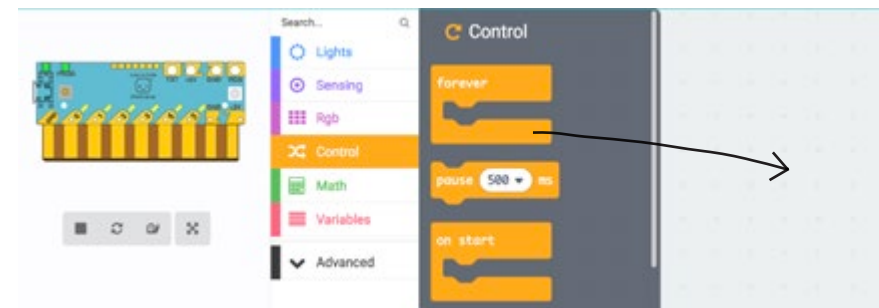 Search...
Lights
Sensing
Rgb
Control
Math
Variables
Advanced
Control
forever
pause 500 ms
on start